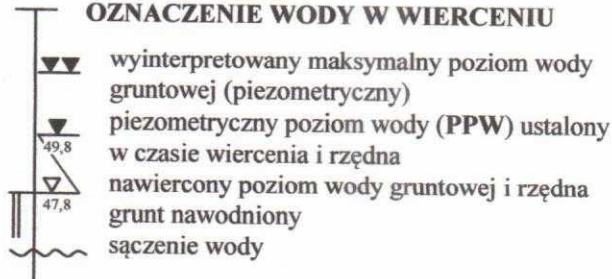 OZNACZENIE WODY W WIERCENIU
wyinterpretowany maksymalny poziom wody
gruntowej (piezometryczny)
piezometryczny poziom wody (PPW) ustalony
49,8
w czasie wiercenia i rzędna
nawiercony poziom wody gruntowej i rzędna
47,8
grunt nawodniony
sączenie wody